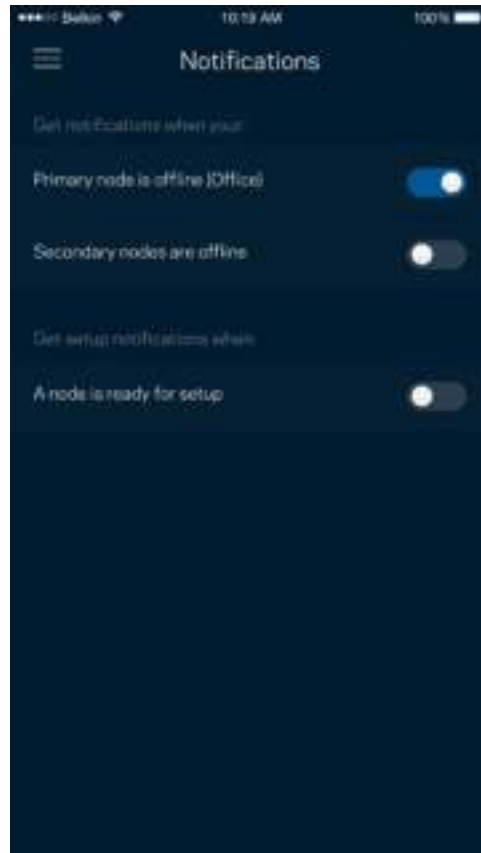 Belkin 10:19 AM 100%
Notifications
Get notifications when your:
Primary node is offline (Office)
Secondary nodes are offline
Get setup notifications when:
A node is ready for setup